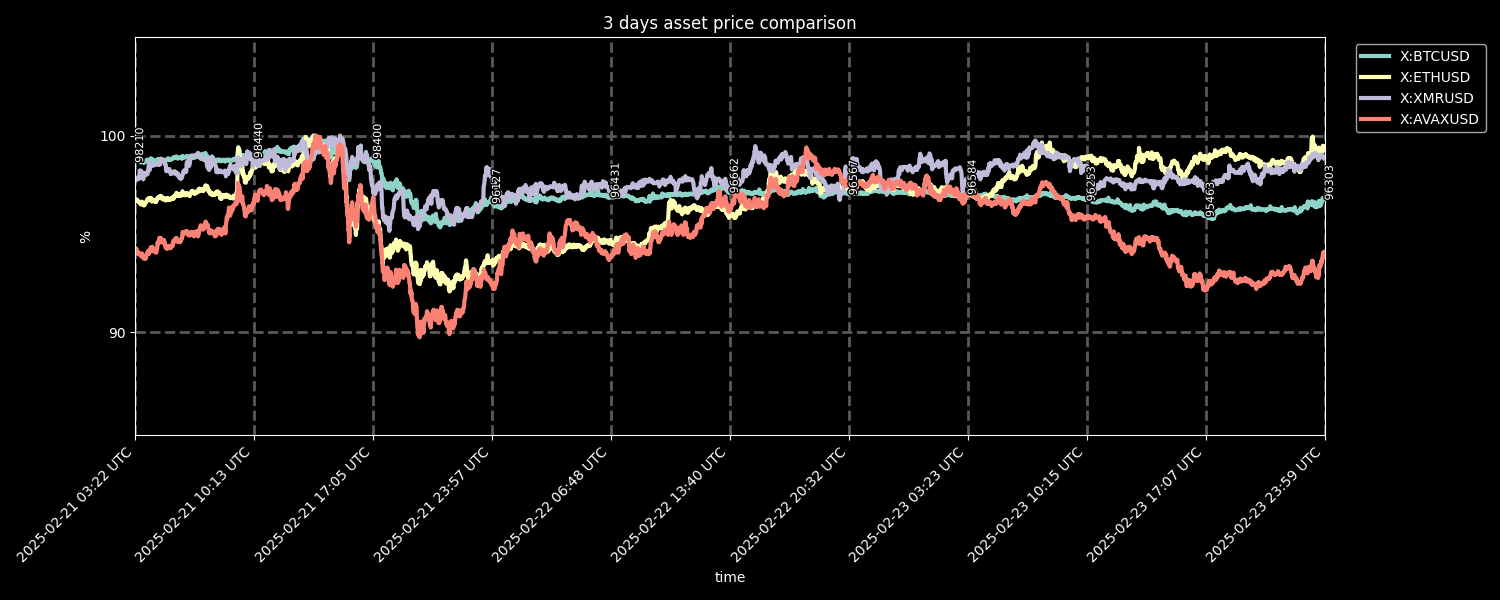 3 days asset price comparison
X:BTCUSD
X:ETHUSD
X:XMRUSD
X:AVAXUSD
100
90
%
98210
98440
98400
96127
96431
96662
96567
96584
96253
95463
96303
2025-02-21 03:22 UTC
2025-02-21 10:13 UTC
2025-02-21 17:05 UTC
2025-02-21 23:57 UTC
2025-02-22 06:48 UTC
2025-02-22 13:40 UTC
2025-02-22 20:32 UTC
2025-02-23 03:23 UTC
2025-02-23 10:15 UTC
2025-02-23 17:07 UTC
2025-02-23 23:59 UTC
time